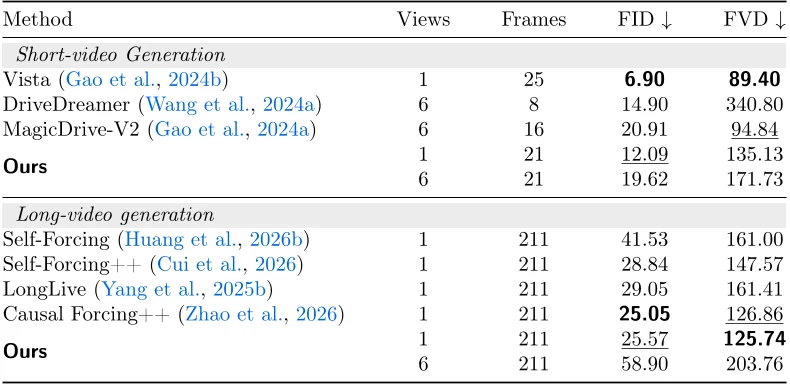 Method Views Frames FID ↓ FVD ↓
Short-video Generation
Vista (Gao et al., 2024b) 1 25 6.90 89.40
DriveDreamer (Wang et al., 2024a) 6 8 14.90 340.80
MagicDrive-V2 (Gao et al., 2024a) 6 16 20.91 94.84
Ours 1 21 12.09 135.13
6 21 19.62 171.73
Long-video generation
Self-Forcing (Huang et al., 2026b) 1 211 41.53 161.00
Self-Forcing++ (Cui et al., 2026) 1 211 28.84 147.57
LongLive (Yang et al., 2025b) 1 211 29.05 161.41
Causal Forcing++ (Zhao et al., 2026) 1 211 25.05 126.86
Ours 1 211 25.57 125.74
6 211 58.90 203.76